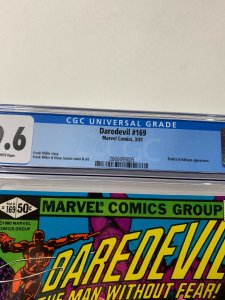 CGC UNIVERSAL GRADE
Daredevil #169
Marvel Comics, 3/81
9.6
WHITE Pages
Frank Miller story
Frank Miller & Klaus Janson cover & art
Elektra & Bullseye appearance
2060493005
MARVEL COMICS GROUP
50¢
169
© 1980 MARVEL
COMICS GROUP
DAREDEVIL
THE MAN WITHOUT FEAR!